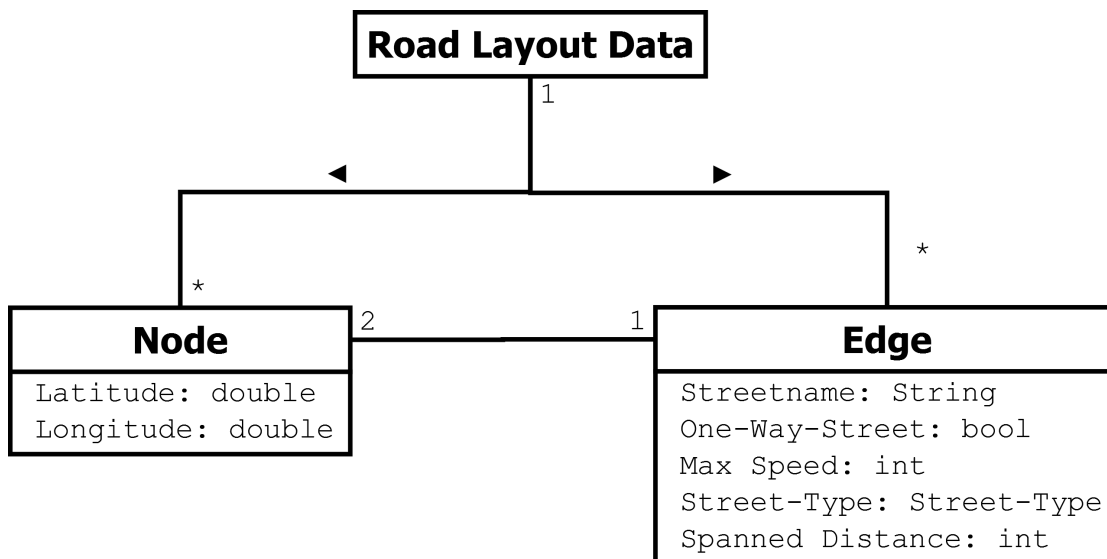 Road Layout Data
1
◄ ►
*
*
Node
2
1
Edge
Latitude: double
Longitude: double
Streetname: String
One-Way-Street: bool
Max Speed: int
Street-Type: Street-Type
Spanned Distance: int